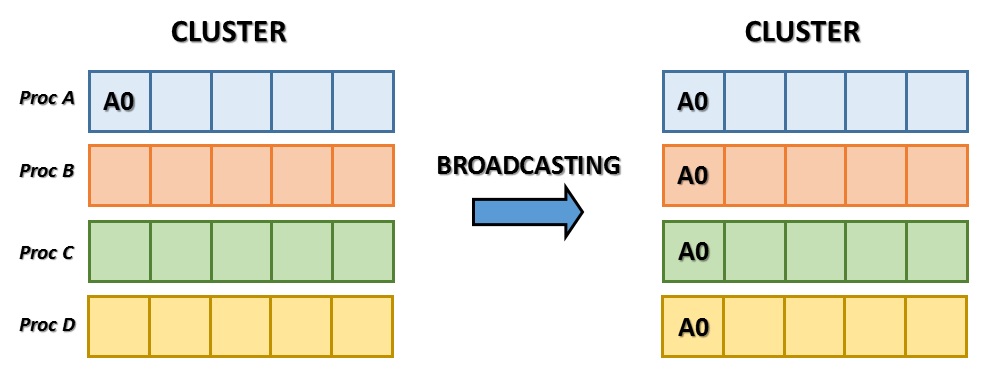 CLUSTER
Proc A
A0
Proc B
Proc C
Proc D
BROADCASTING
CLUSTER
A0
A0
A0
A0